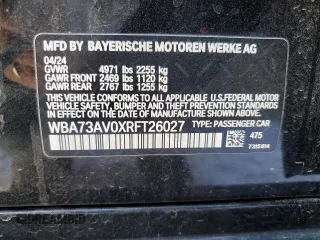 MFD BY BAYERISCHE MOTOREN WERKE AG
04/24
GVWR 4971 lbs 2255 kg
GAWR FRONT 2469 lbs 1120 kg
GAWR REAR 2767 lbs 1255 kg
THIS VEHICLE CONFORMS TO ALL APPLICABLE
U.S. FEDERAL MOTOR VEHICLE SAFETY, BUMPER,
AND THEFT PREVENTION STANDARDS IN EFFECT
ON THE DATE OF MANUFACTURE SHOWN ABOVE.
WBA73AV0XRFT26027 TYPE: PASSENGER CAR
475